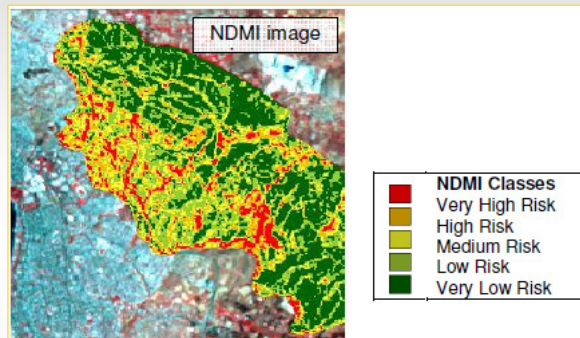 NDMI image
NDMI Classes
Very High Risk
High Risk
Medium Risk
Low Risk
Very Low Risk